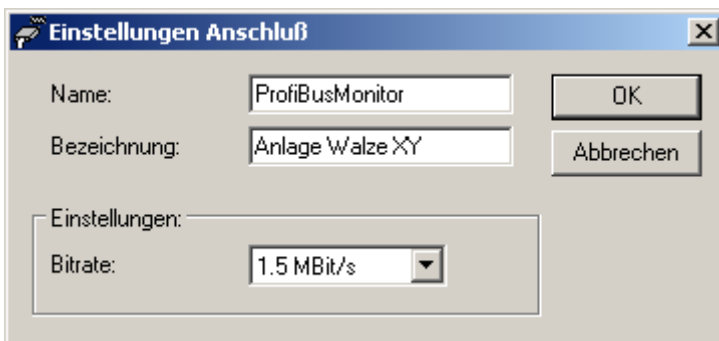 Einstellungen Anschluß
Name: ProfiBusMonitor OK
Bezeichnung: Anlage Walze XY Abbrechen
Einstellungen:
Bitrate: 1.5 MBit/s